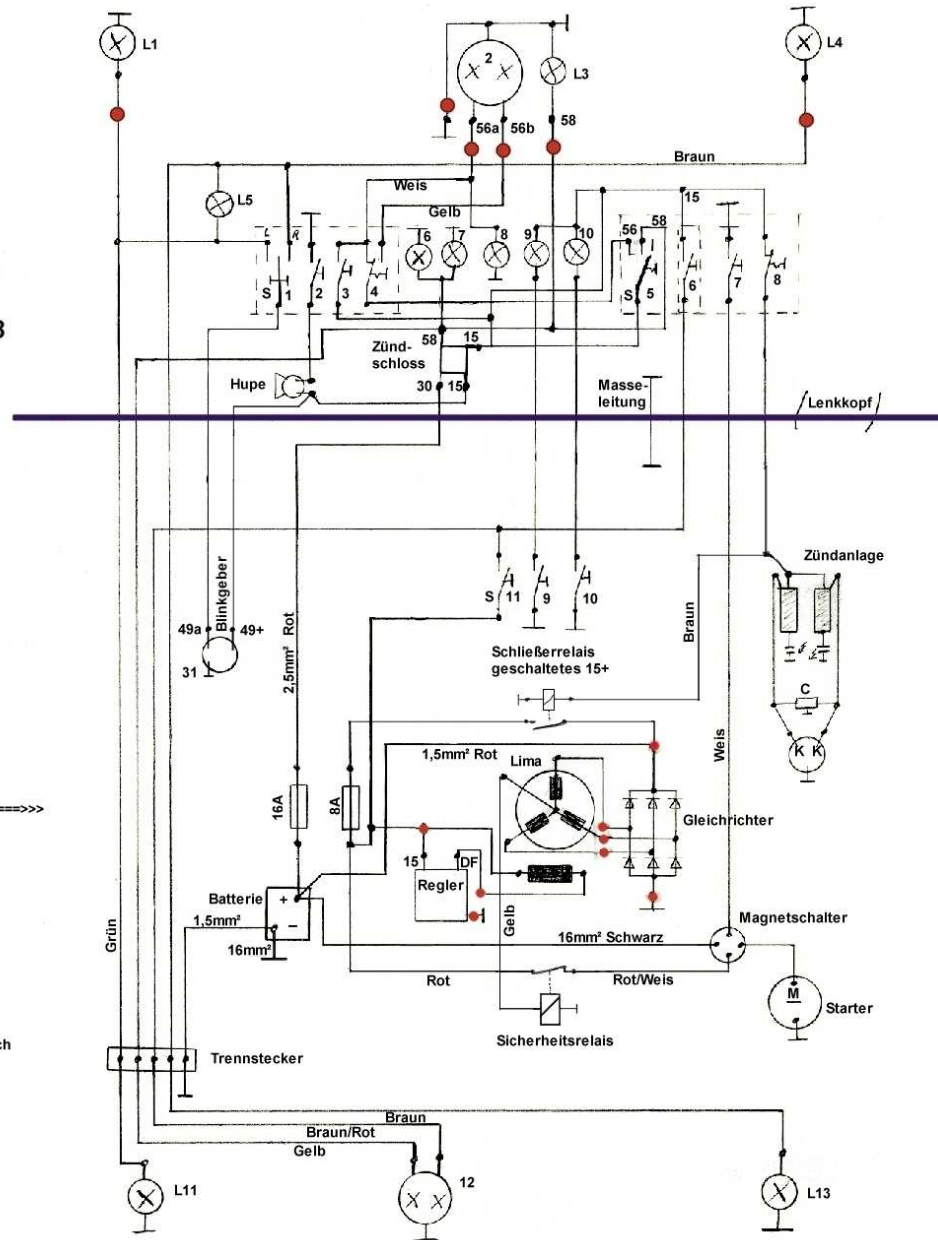 L1
2
L3
L4
56a
56b
58
Braun
Weis
L5
Gelb
15
L
R
6
7
8
9
10
56
58
S
1
2
3
4
S
5
6
7
8
3
58
15
Zünd-
schloss
Hupe
30
15
Masse-
leitung
Lenkkopf
Zündanlage
S
11
9
10
Blinkgeber
49a
49+
31
2,5mm² Rot
Braun
Schließerrelais
geschaltetes 15+
C
Weis
K K
1,5mm² Rot
Lima
16A
8A
===>>>
Gleichrichter
15
DF
Regler
Batterie
+
−
1,5mm²
16mm²
Gelb
Magnetschalter
16mm² Schwarz
Grün
Rot
Rot/Weis
M
Starter
Sicherheitsrelais
ch
Trennstecker
Braun
Braun/Rot
Gelb
L11
12
L13